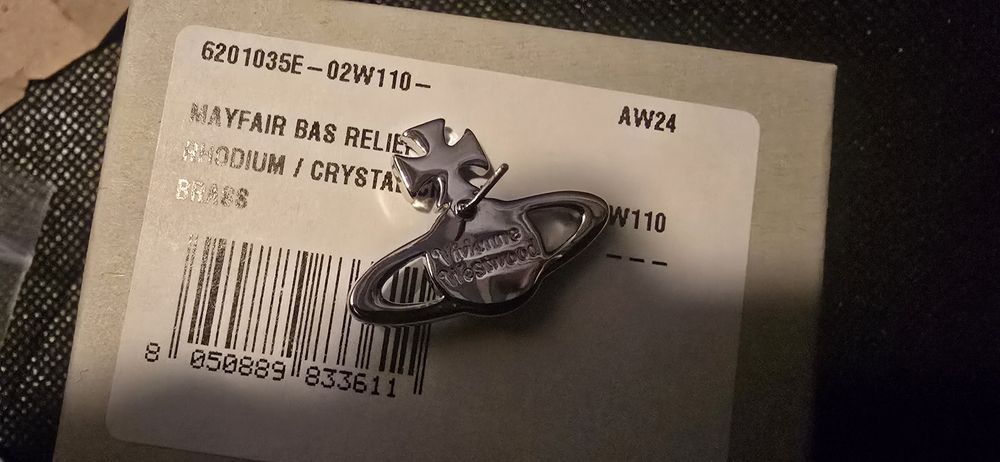 6201035E-02W110-
AW24
MAYFAIR BAS RELIEF
RHODIUM / CRYSTAL
W110
BRASS
---
Vivienne
Westwood
8 050889 833611